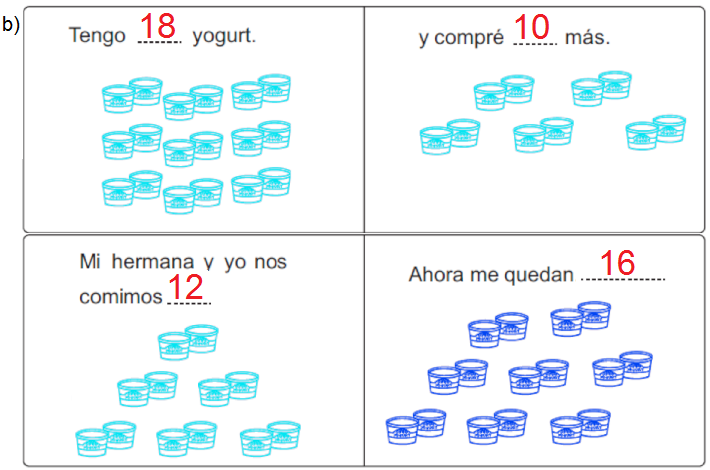 b)
Tengo 18 yogurt.
y compré 10 más.
Mi hermana y yo nos
comimos 12
Ahora me quedan 16